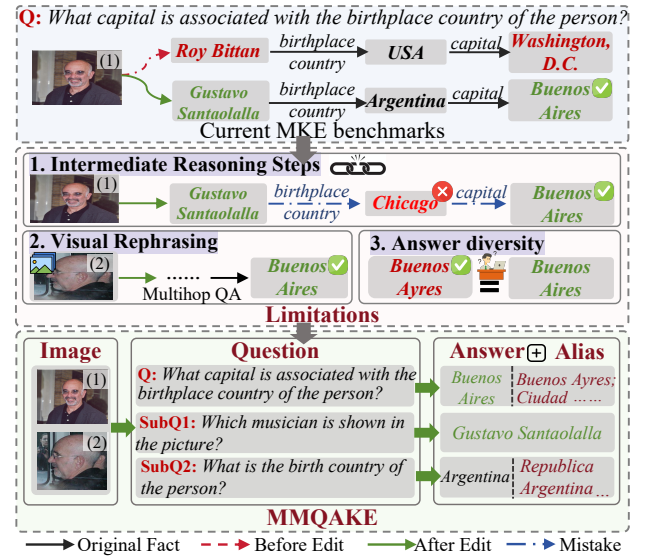 Q: What capital is associated with the birthplace country of the person?
(1)
Roy Bittan
birthplace
country
USA
capital
Washington,
D.C.
Gustavo
Santaolalla
birthplace
country
Argentina
capital
Buenos
Aires
Current MKE benchmarks
1. Intermediate Reasoning Steps
(1)
Gustavo
Santaolalla
birthplace
country
Chicago
capital
Buenos
Aires
2. Visual Rephrasing
(2)
......
Multihop QA
Buenos
Aires
3. Answer diversity
Buenos
Ayres
=
Buenos
Aires
Limitations
Image
Question
Answer + Alias
(1)
(2)
Q: What capital is associated with the
birthplace country of the person?
Buenos
Aires
Buenos Ayres;
Ciudad ......
SubQ1: Which musician is shown in
the picture?
Gustavo Santaolalla
SubQ2: What is the birth country of
the person?
Argentina
Republica
Argentina ...
MMQAKE
Original Fact
Before Edit
After Edit
Mistake